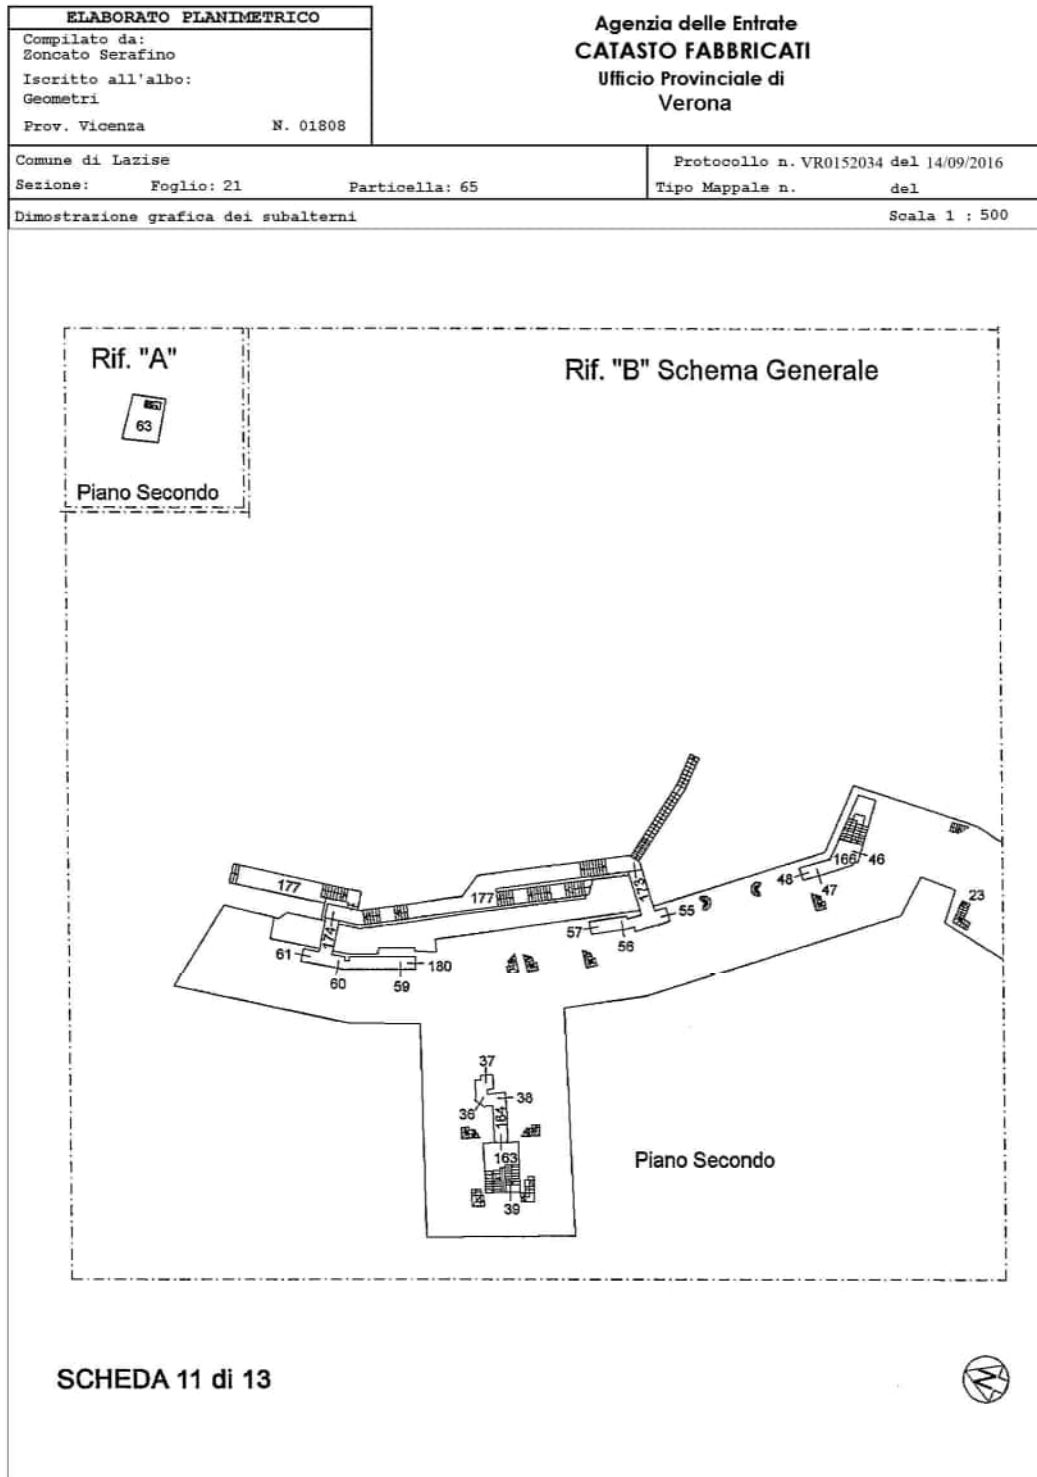 ELABORATO PLANIMETRICO
Compilato da:
Zoncato Serafino
Iscritto all'albo:
Geometri
Prov. Vicenza N. 01808
Agenzia delle Entrate
CATASTO FABBRICATI
Ufficio Provinciale di
Verona
Comune di Lazise
Sezione: Foglio: 21 Particella: 65
Protocollo n. VR0152034 del 14/09/2016
Tipo Mappale n. del
Dimostrazione grafica dei subalterni
Scala 1 : 500
Rif. "A"
63
Piano Secondo
Rif. "B" Schema Generale
177
177
173
174
166
46
48
47
23
55
57
56
61
60
59
180
37
36
38
164
163
39
Piano Secondo
SCHEDA 11 di 13
N